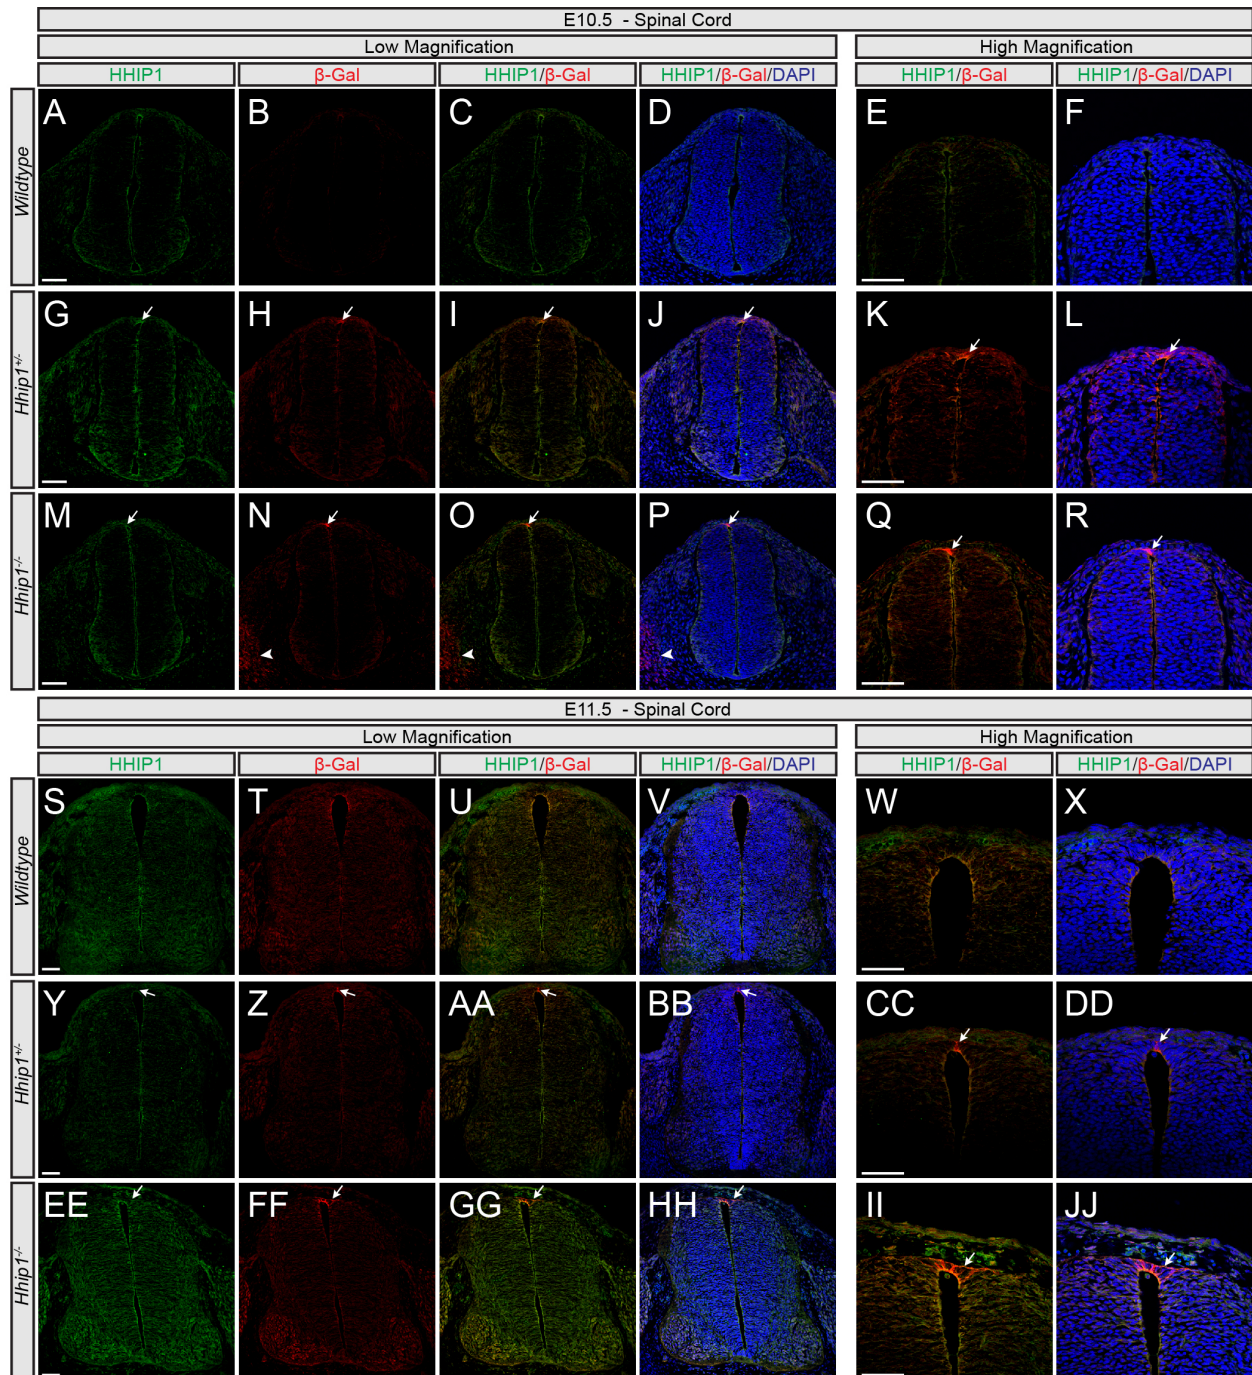 E10.5 - Spinal Cord
Low Magnification
High Magnification
HHIP1
β-Gal
HHIP1/β-Gal
HHIP1/β-Gal/DAPI
HHIP1/β-Gal
HHIP1/β-Gal/DAPI
Wildtype
A
B
C
D
E
F
Hhip1+/-
G
H
I
J
K
L
Hhip1-/-
M
N
O
P
Q
R
E11.5 - Spinal Cord
Low Magnification
High Magnification
HHIP1
β-Gal
HHIP1/β-Gal
HHIP1/β-Gal/DAPI
HHIP1/β-Gal
HHIP1/β-Gal/DAPI
Wildtype
S
T
U
V
W
X
Hhip1+/-
Y
Z
AA
BB
CC
DD
Hhip1-/-
EE
FF
GG
HH
II
JJ